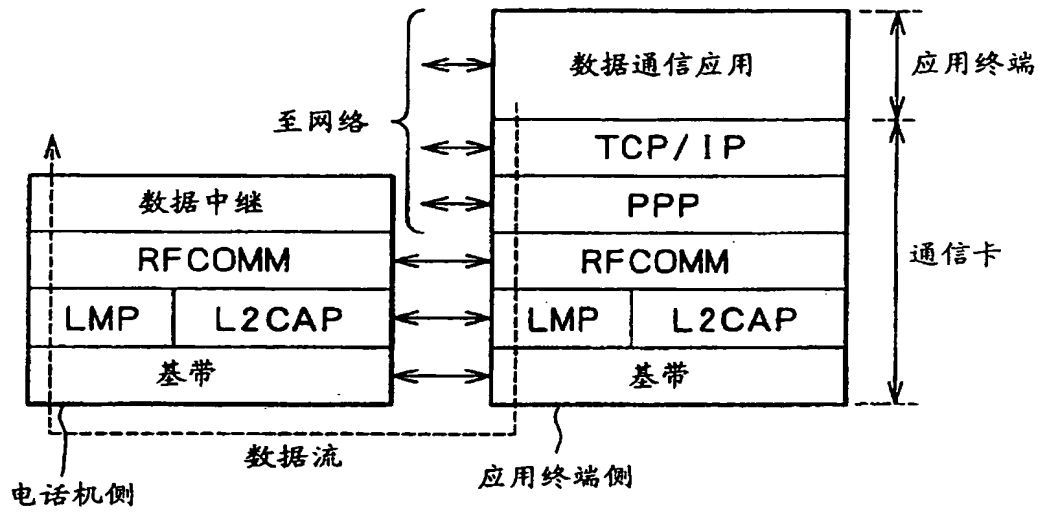 数据通信应用
应用终端
至网络
TCP/IP
数据中继
PPP
通信卡
RFCOMM
RFCOMM
LMP
L2CAP
LMP
L2CAP
基带
基带
数据流
电话机侧
应用终端侧